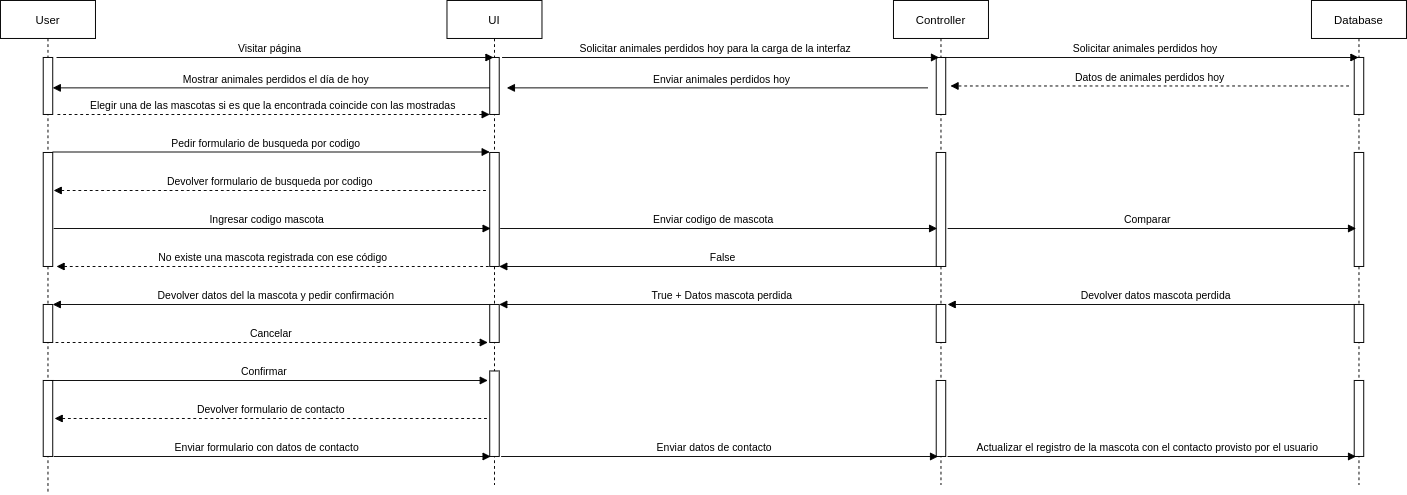 User
UI
Controller
Database
Visitar página
Solicitar animales perdidos hoy para la carga de la interfaz
Solicitar animales perdidos hoy
Mostrar animales perdidos el día de hoy
Enviar animales perdidos hoy
Datos de animales perdidos hoy
Elegir una de las mascotas si es que la encontrada coincide con las mostradas
Pedir formulario de busqueda por codigo
Devolver formulario de busqueda por codigo
Ingresar codigo mascota
Enviar codigo de mascota
Comparar
No existe una mascota registrada con ese código
False
Devolver datos del la mascota y pedir confirmación
True + Datos mascota perdida
Devolver datos mascota perdida
Cancelar
Confirmar
Devolver formulario de contacto
Enviar formulario con datos de contacto
Enviar datos de contacto
Actualizar el registro de la mascota con el contacto provisto por el usuario